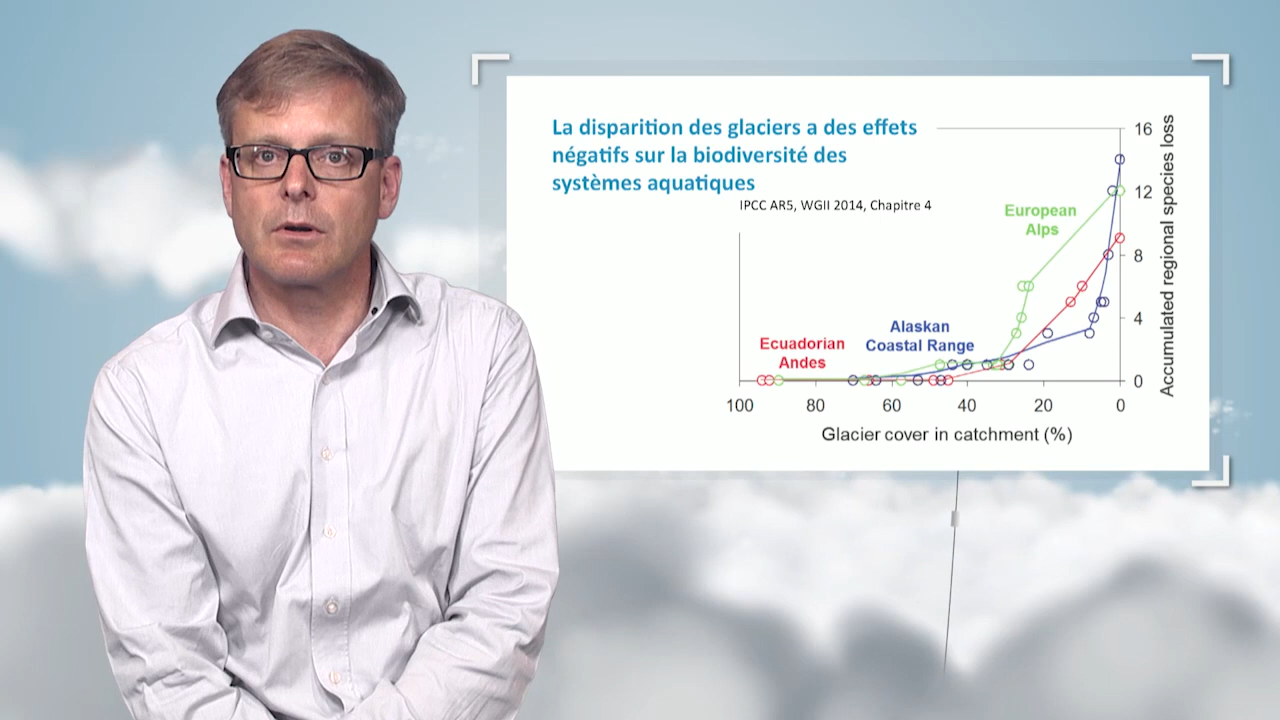 La disparition des glaciers a des effets
négatifs sur la biodiversité des
systèmes aquatiques
IPCC AR5, WGII 2014, Chapitre 4
European
Alps
Alaskan
Coastal Range
Ecuadorian
Andes
16
12
8
4
0
Accumulated regional species loss
100 80 60 40 20 0
Glacier cover in catchment (%)